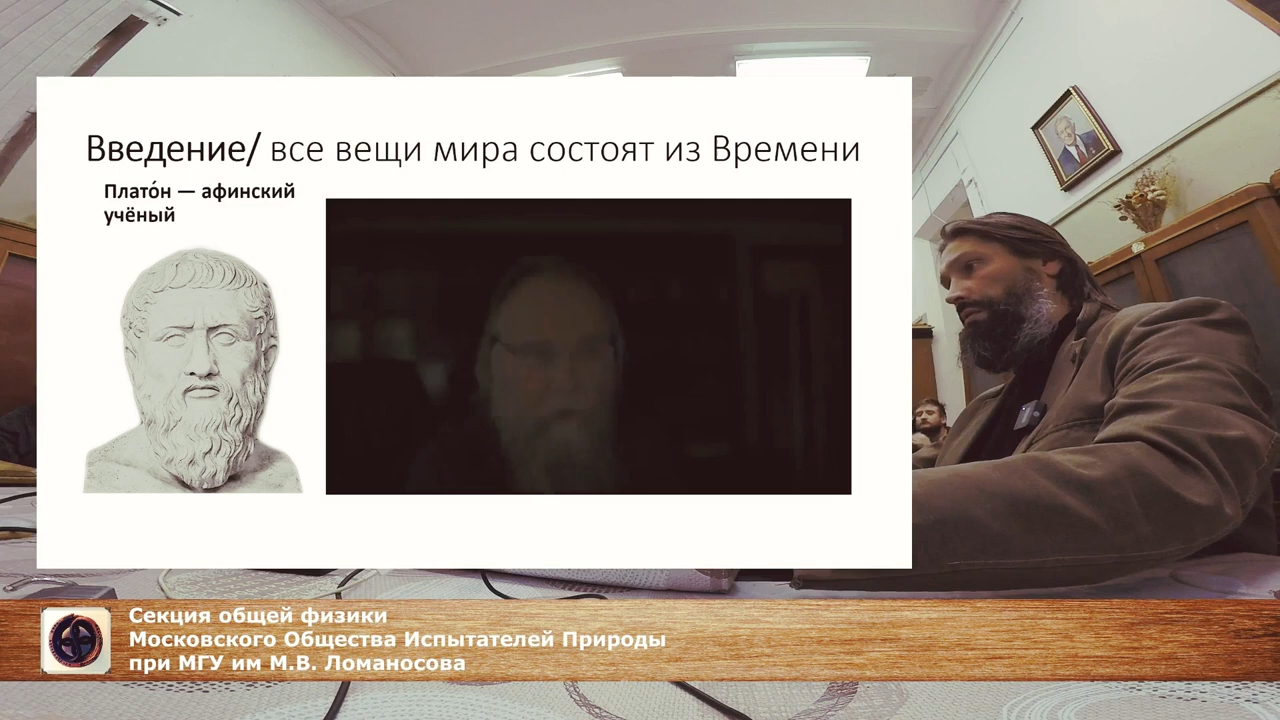 Введение/ все вещи мира состоят из Времени
Плато́н — афинский
учёный
Секция общей физики
Московского Общества Испытателей Природы
при МГУ им М.В. Ломаносова